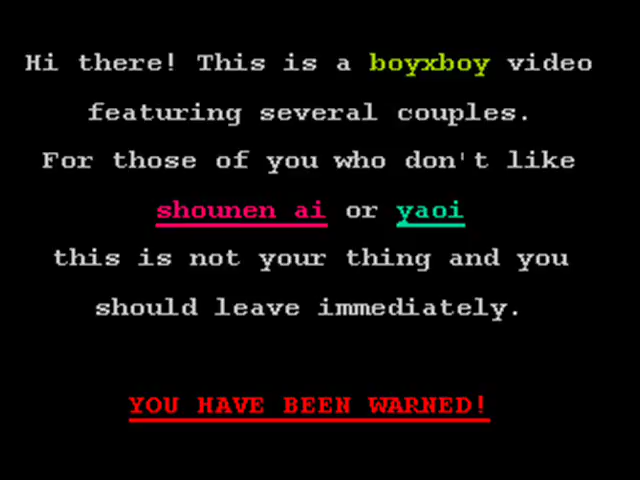 Hi there! This is a boyxboy video
featuring several couples.
For those of you who don't like
shounen ai or yaoi
this is not your thing and you
should leave immediately.
YOU HAVE BEEN WARNED!